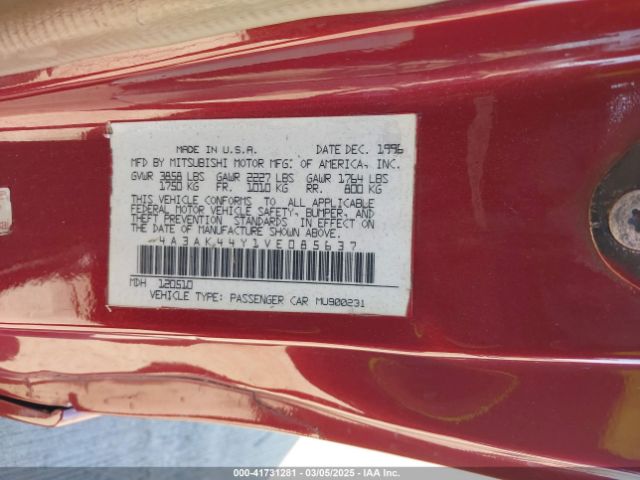 MADE IN U.S.A. DATE DEC. 1996
MFD BY MITSUBISHI MOTOR MFG. OF AMERICA, INC.
GVWR 3858 LBS GAWR 2227 LBS GAWR 1764 LBS
1750 KG FR. 1010 KG RR. 800 KG
THIS VEHICLE CONFORMS TO ALL APPLICABLE
FEDERAL MOTOR VEHICLE SAFETY, BUMPER, AND
THEFT PREVENTION STANDARDS IN EFFECT ON
THE DATE OF MANUFACTURE SHOWN ABOVE.
4A3AK44Y1VE085637
MDH 120510
VEHICLE TYPE: PASSENGER CAR MU900231
000-41731281 | 03/05/2025 | IAA Inc.